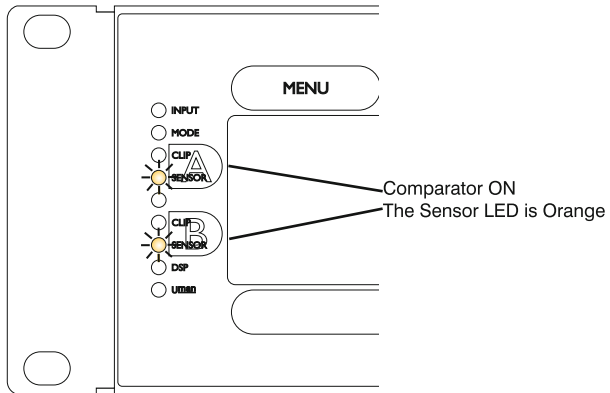 MENU
INPUT
MODE
CLIP
A
SENSOR
CLIP
B
SENSOR
DSP
Comparator ON
The Sensor LED is Orange